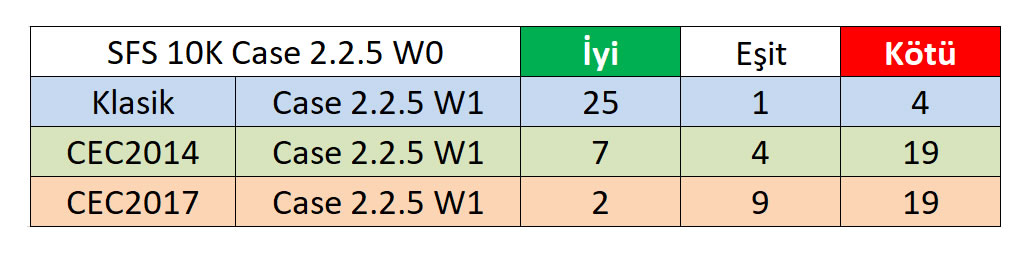 SFS 10K Case 2.2.5 W0 İyi Eşit Kötü
Klasik Case 2.2.5 W1 25 1 4
CEC2014 Case 2.2.5 W1 7 4 19
CEC2017 Case 2.2.5 W1 2 9 19